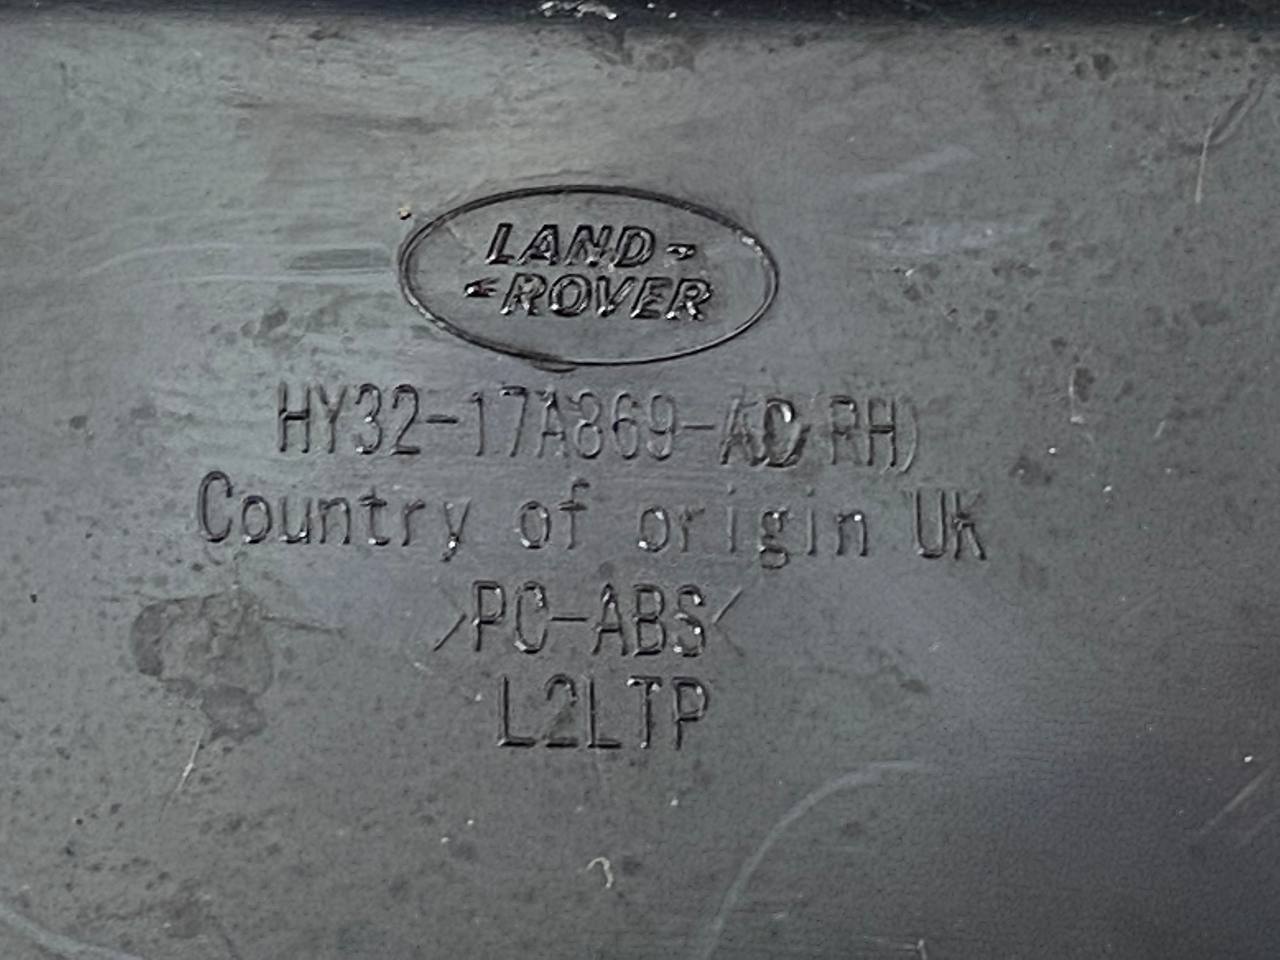 LAND-
-ROVER
HY32-17A869-AC RH)
Country of origin UK
>PC-ABS<
L2LTP